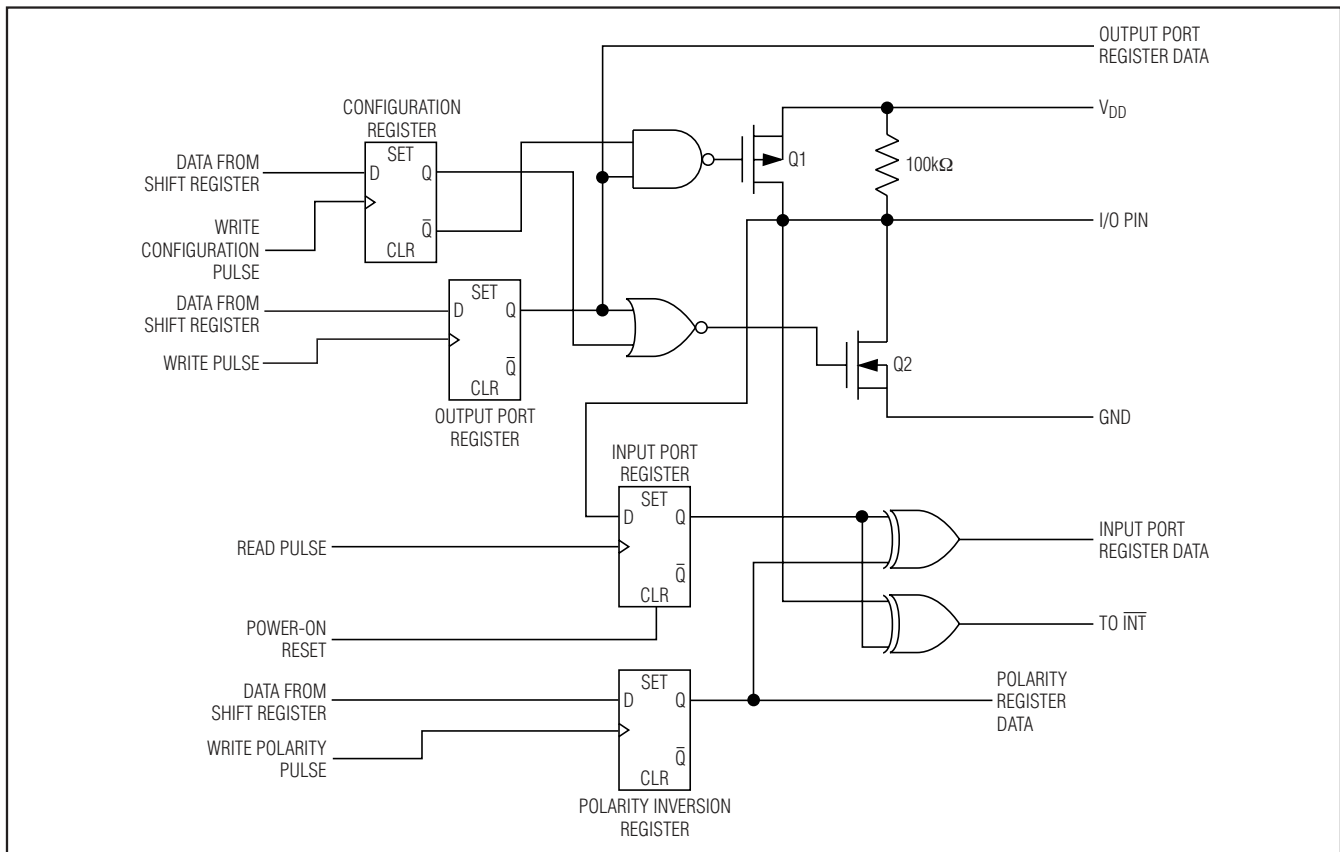 OUTPUT PORT
REGISTER DATA
CONFIGURATION
REGISTER
V_DD
SET
DATA FROM
SHIFT REGISTER
D
Q
Q1
100kΩ
WRITE
CONFIGURATION
PULSE
Q̅
CLR
I/O PIN
DATA FROM
SHIFT REGISTER
SET
D
Q
WRITE PULSE
Q̅
CLR
Q2
OUTPUT PORT
REGISTER
GND
INPUT PORT
REGISTER
SET
D
Q
READ PULSE
Q̅
CLR
INPUT PORT
REGISTER DATA
POWER-ON
RESET
TO I̅N̅T̅
DATA FROM
SHIFT REGISTER
SET
D
Q
POLARITY
REGISTER
DATA
WRITE POLARITY
PULSE
Q̅
CLR
POLARITY INVERSION
REGISTER